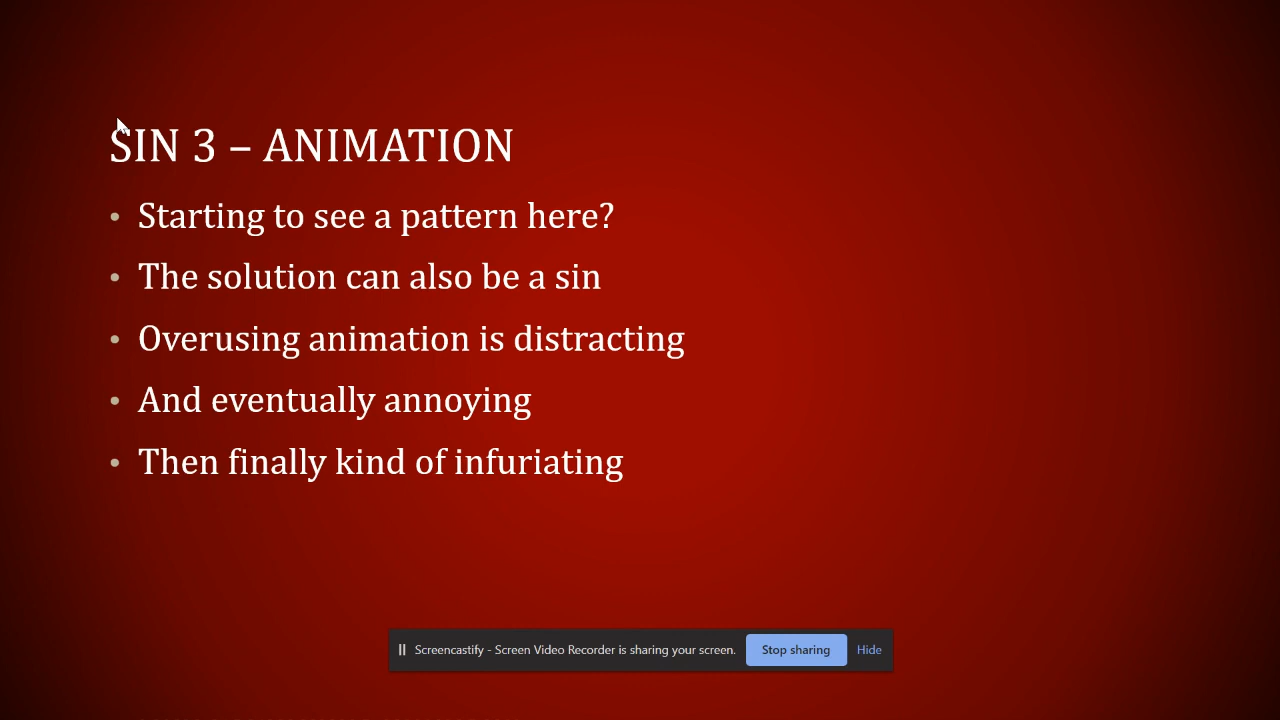 SIN 3 – ANIMATION
• Starting to see a pattern here?
• The solution can also be a sin
• Overusing animation is distracting
• And eventually annoying
• Then finally kind of infuriating
Screencastify - Screen Video Recorder is sharing your screen. Stop sharing Hide